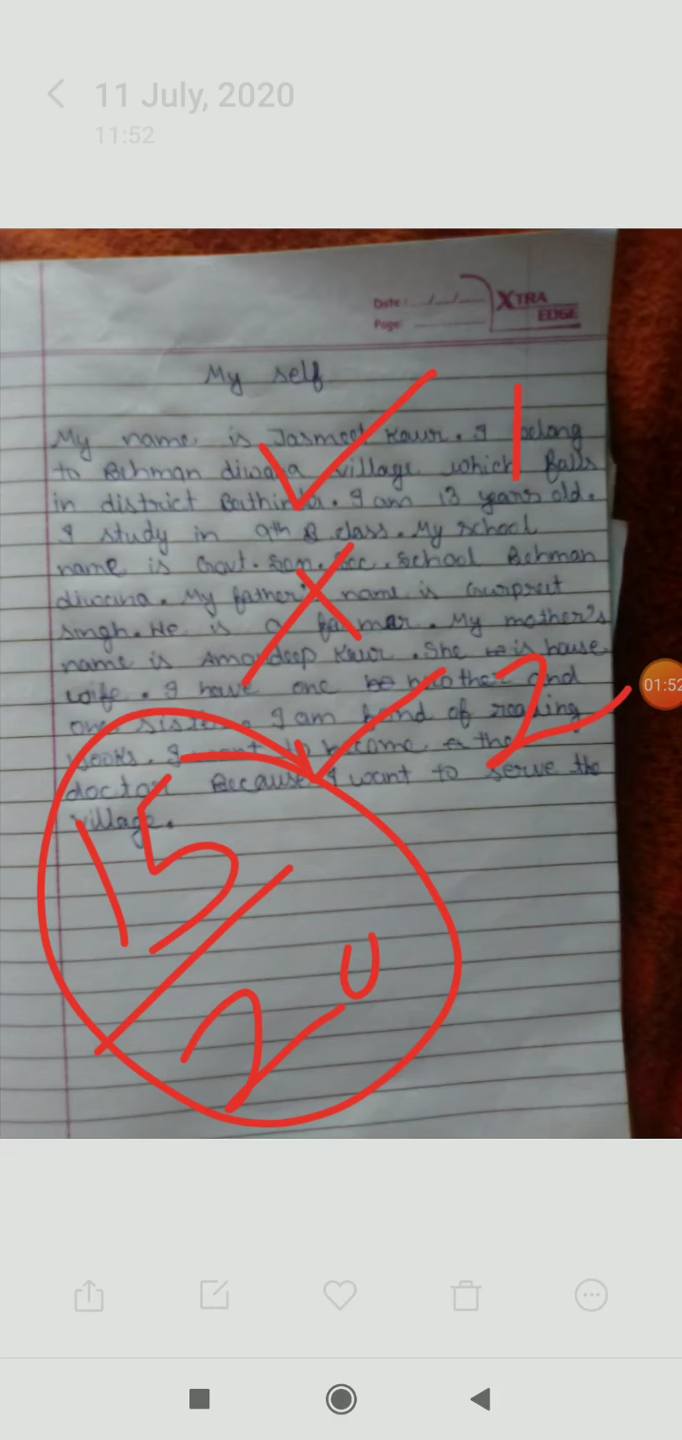 11 July, 2020
11:52
Date :
XTRA
Page:
EDGE
My self
My name is Jasmeet Kaur. I belong
to Behman diwana village which falls
in district Bathinda. I am 13 years old.
I study in 9th B class. My school
name is Govt. Sen. Sec. School Behman
diwana. My father's name is Gurpreet
singh. He is a farmer. My mother's
name is Amandeep Kaur. She is house
wife. I have one brother and
one sister. I am fond of reading
books. I want to become the
doctor Because I want to serve the
village.
1
2
15
20
01:52